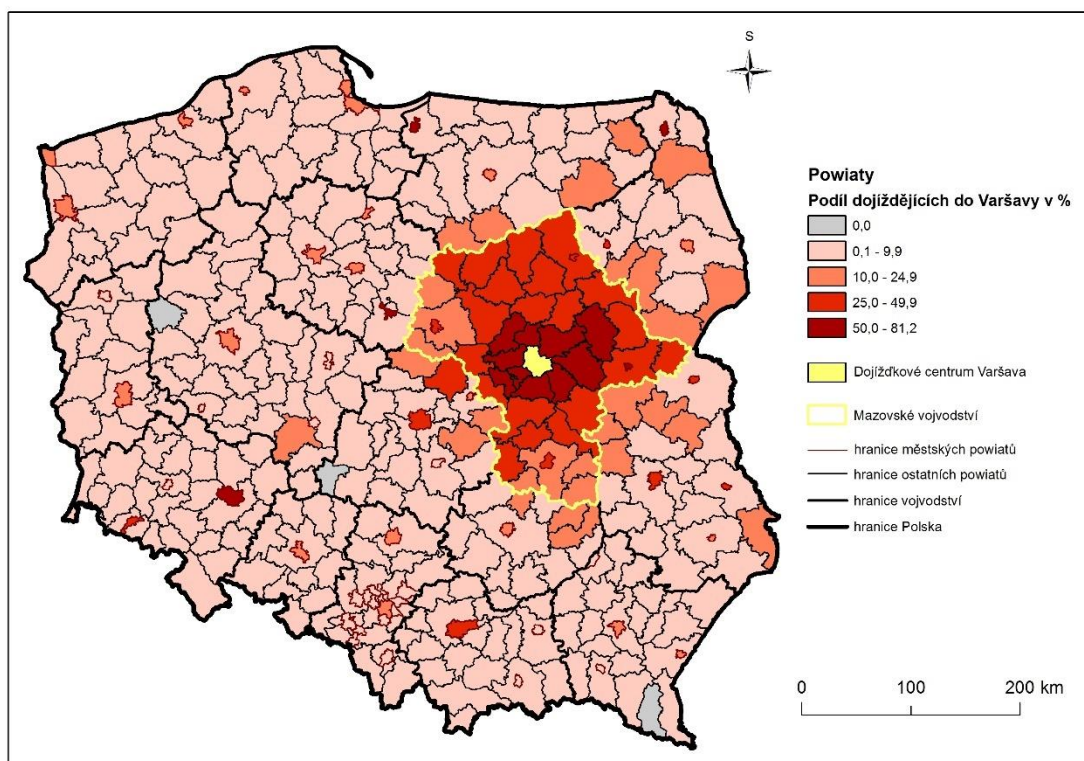 S
Powiaty
Podíl dojíždějících do Varšavy v %
0,0
0,1 - 9,9
10,0 - 24,9
25,0 - 49,9
50,0 - 81,2
Dojížďkové centrum Varšava
Mazovské vojvodství
hranice městských powiatů
hranice ostatních powiatů
hranice vojvodství
hranice Polska
0 100 200 km